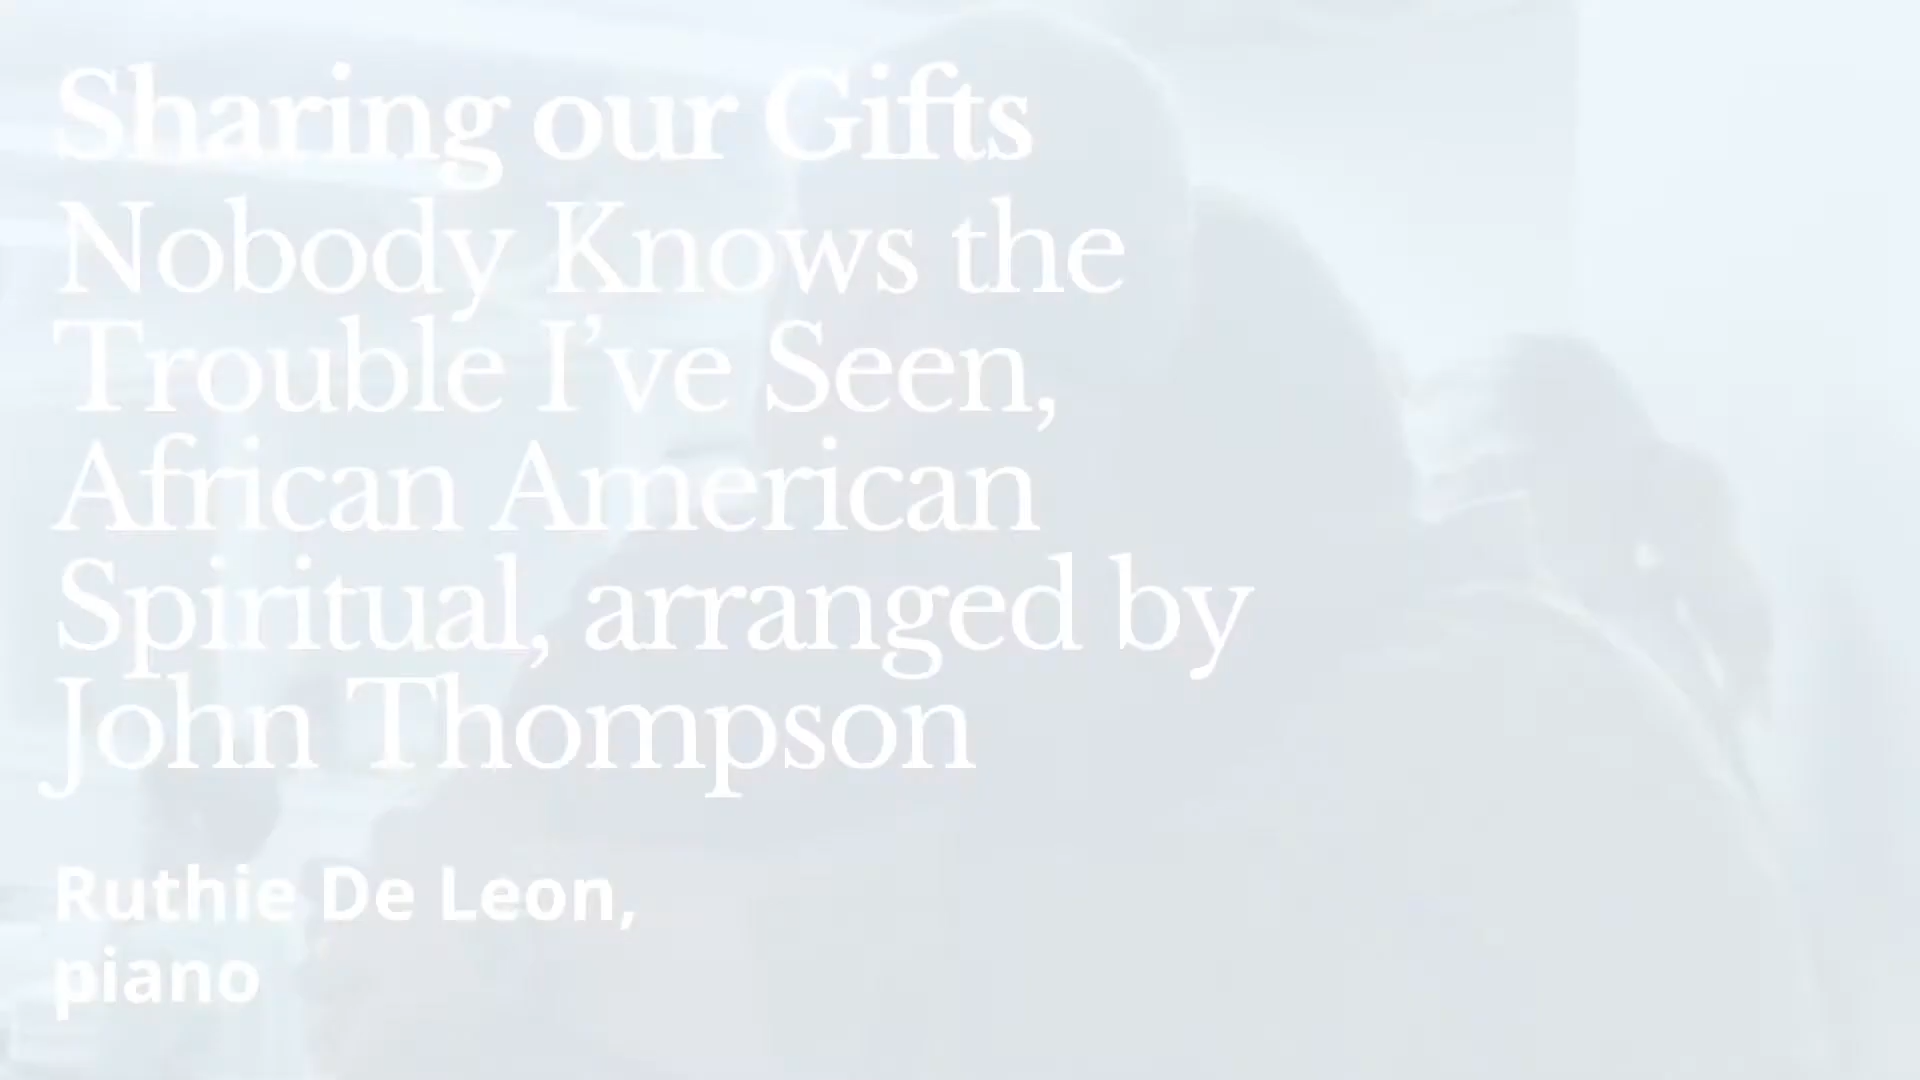 Sharing our Gifts
Nobody Knows the
Trouble I’ve Seen,
African American
Spiritual, arranged by
John Thompson
Ruthie De Leon,
piano